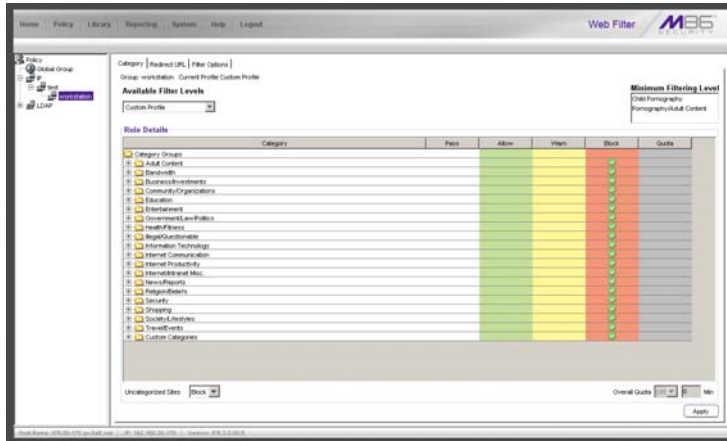 Home Policy Library Reporting System Help Logout
Web Filter
M86
SECURITY
Policy
Global Group
IP
test
workstation
LDAP
Category Redirect URL Filter Options
Group: workstation Current Profile:Custom Profile
Available Filter Levels
Custom Profile
Minimum Filtering Level
Child Pornography
Pornography/Adult Content
Rule Details
Category Pass Allow Warn Block Quota
Category Groups
Adult Content
Bandwidth
Business/Investments
Community/Organizations
Education
Entertainment
Government/Law/Politics
Health/Fitness
Illegal/Questionable
Information Technology
Internet Communication
Internet Productivity
Internet/Intranet Misc.
News/Reports
Religion/Beliefs
Security
Shopping
Society/Lifestyles
Travel/Events
Custom Categories
Uncategorized Sites Block
Overall Quota Min
Apply